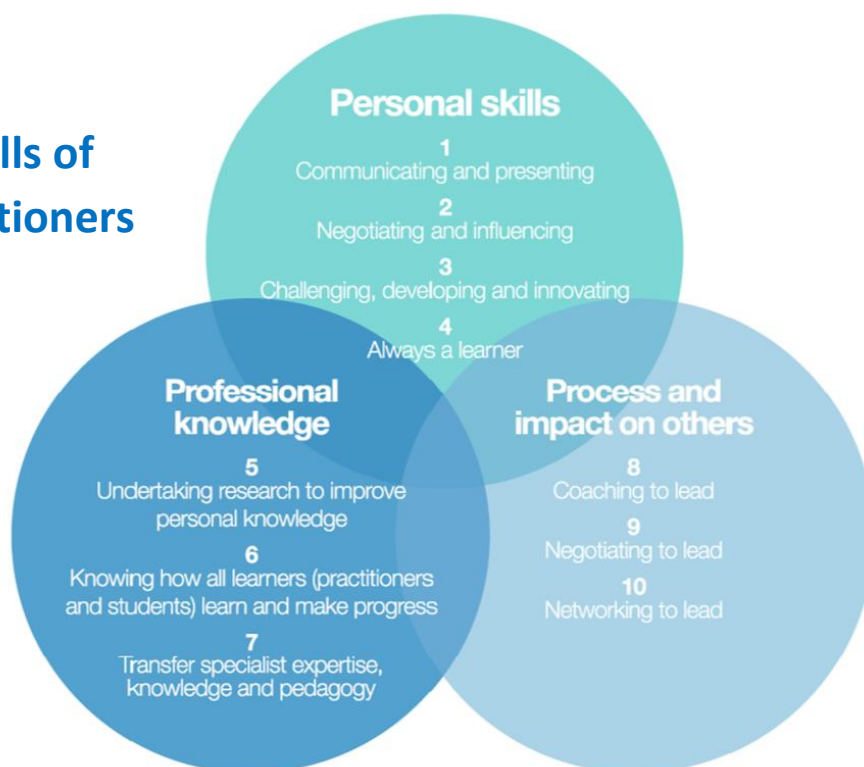 lls of
tioners
Personal skills
1
Communicating and presenting
2
Negotiating and influencing
3
Challenging, developing and innovating
4
Always a learner
Professional
knowledge
5
Undertaking research to improve
personal knowledge
6
Knowing how all learners (practitioners
and students) learn and make progress
7
Transfer specialist expertise,
knowledge and pedagogy
Process and
impact on others
8
Coaching to lead
9
Negotiating to lead
10
Networking to lead